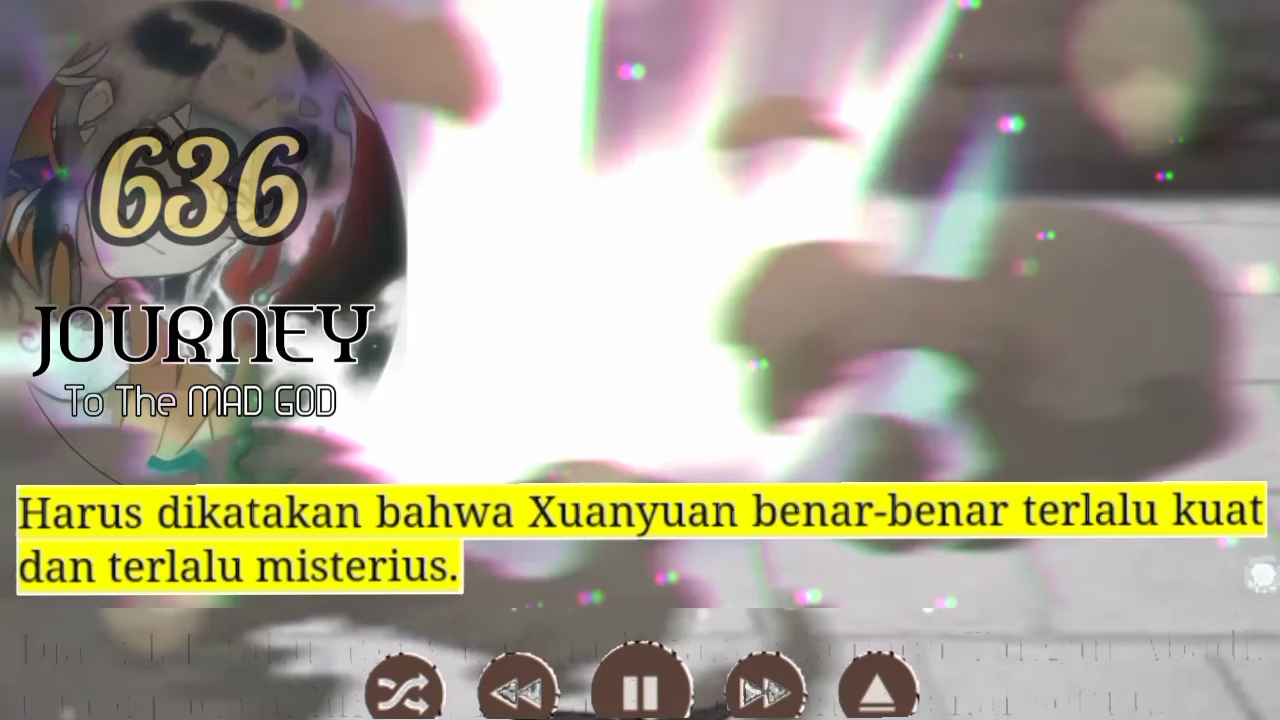 636
JOURNEY
To The MAD GOD
Harus dikatakan bahwa Xuanyuan benar-benar terlalu kuat
dan terlalu misterius.